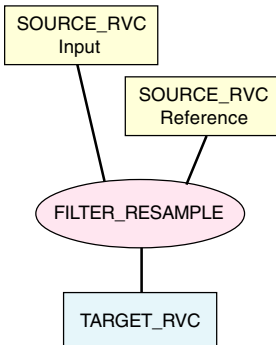 SOURCE_RVC
Input
SOURCE_RVC
Reference
FILTER_RESAMPLE
TARGET_RVC